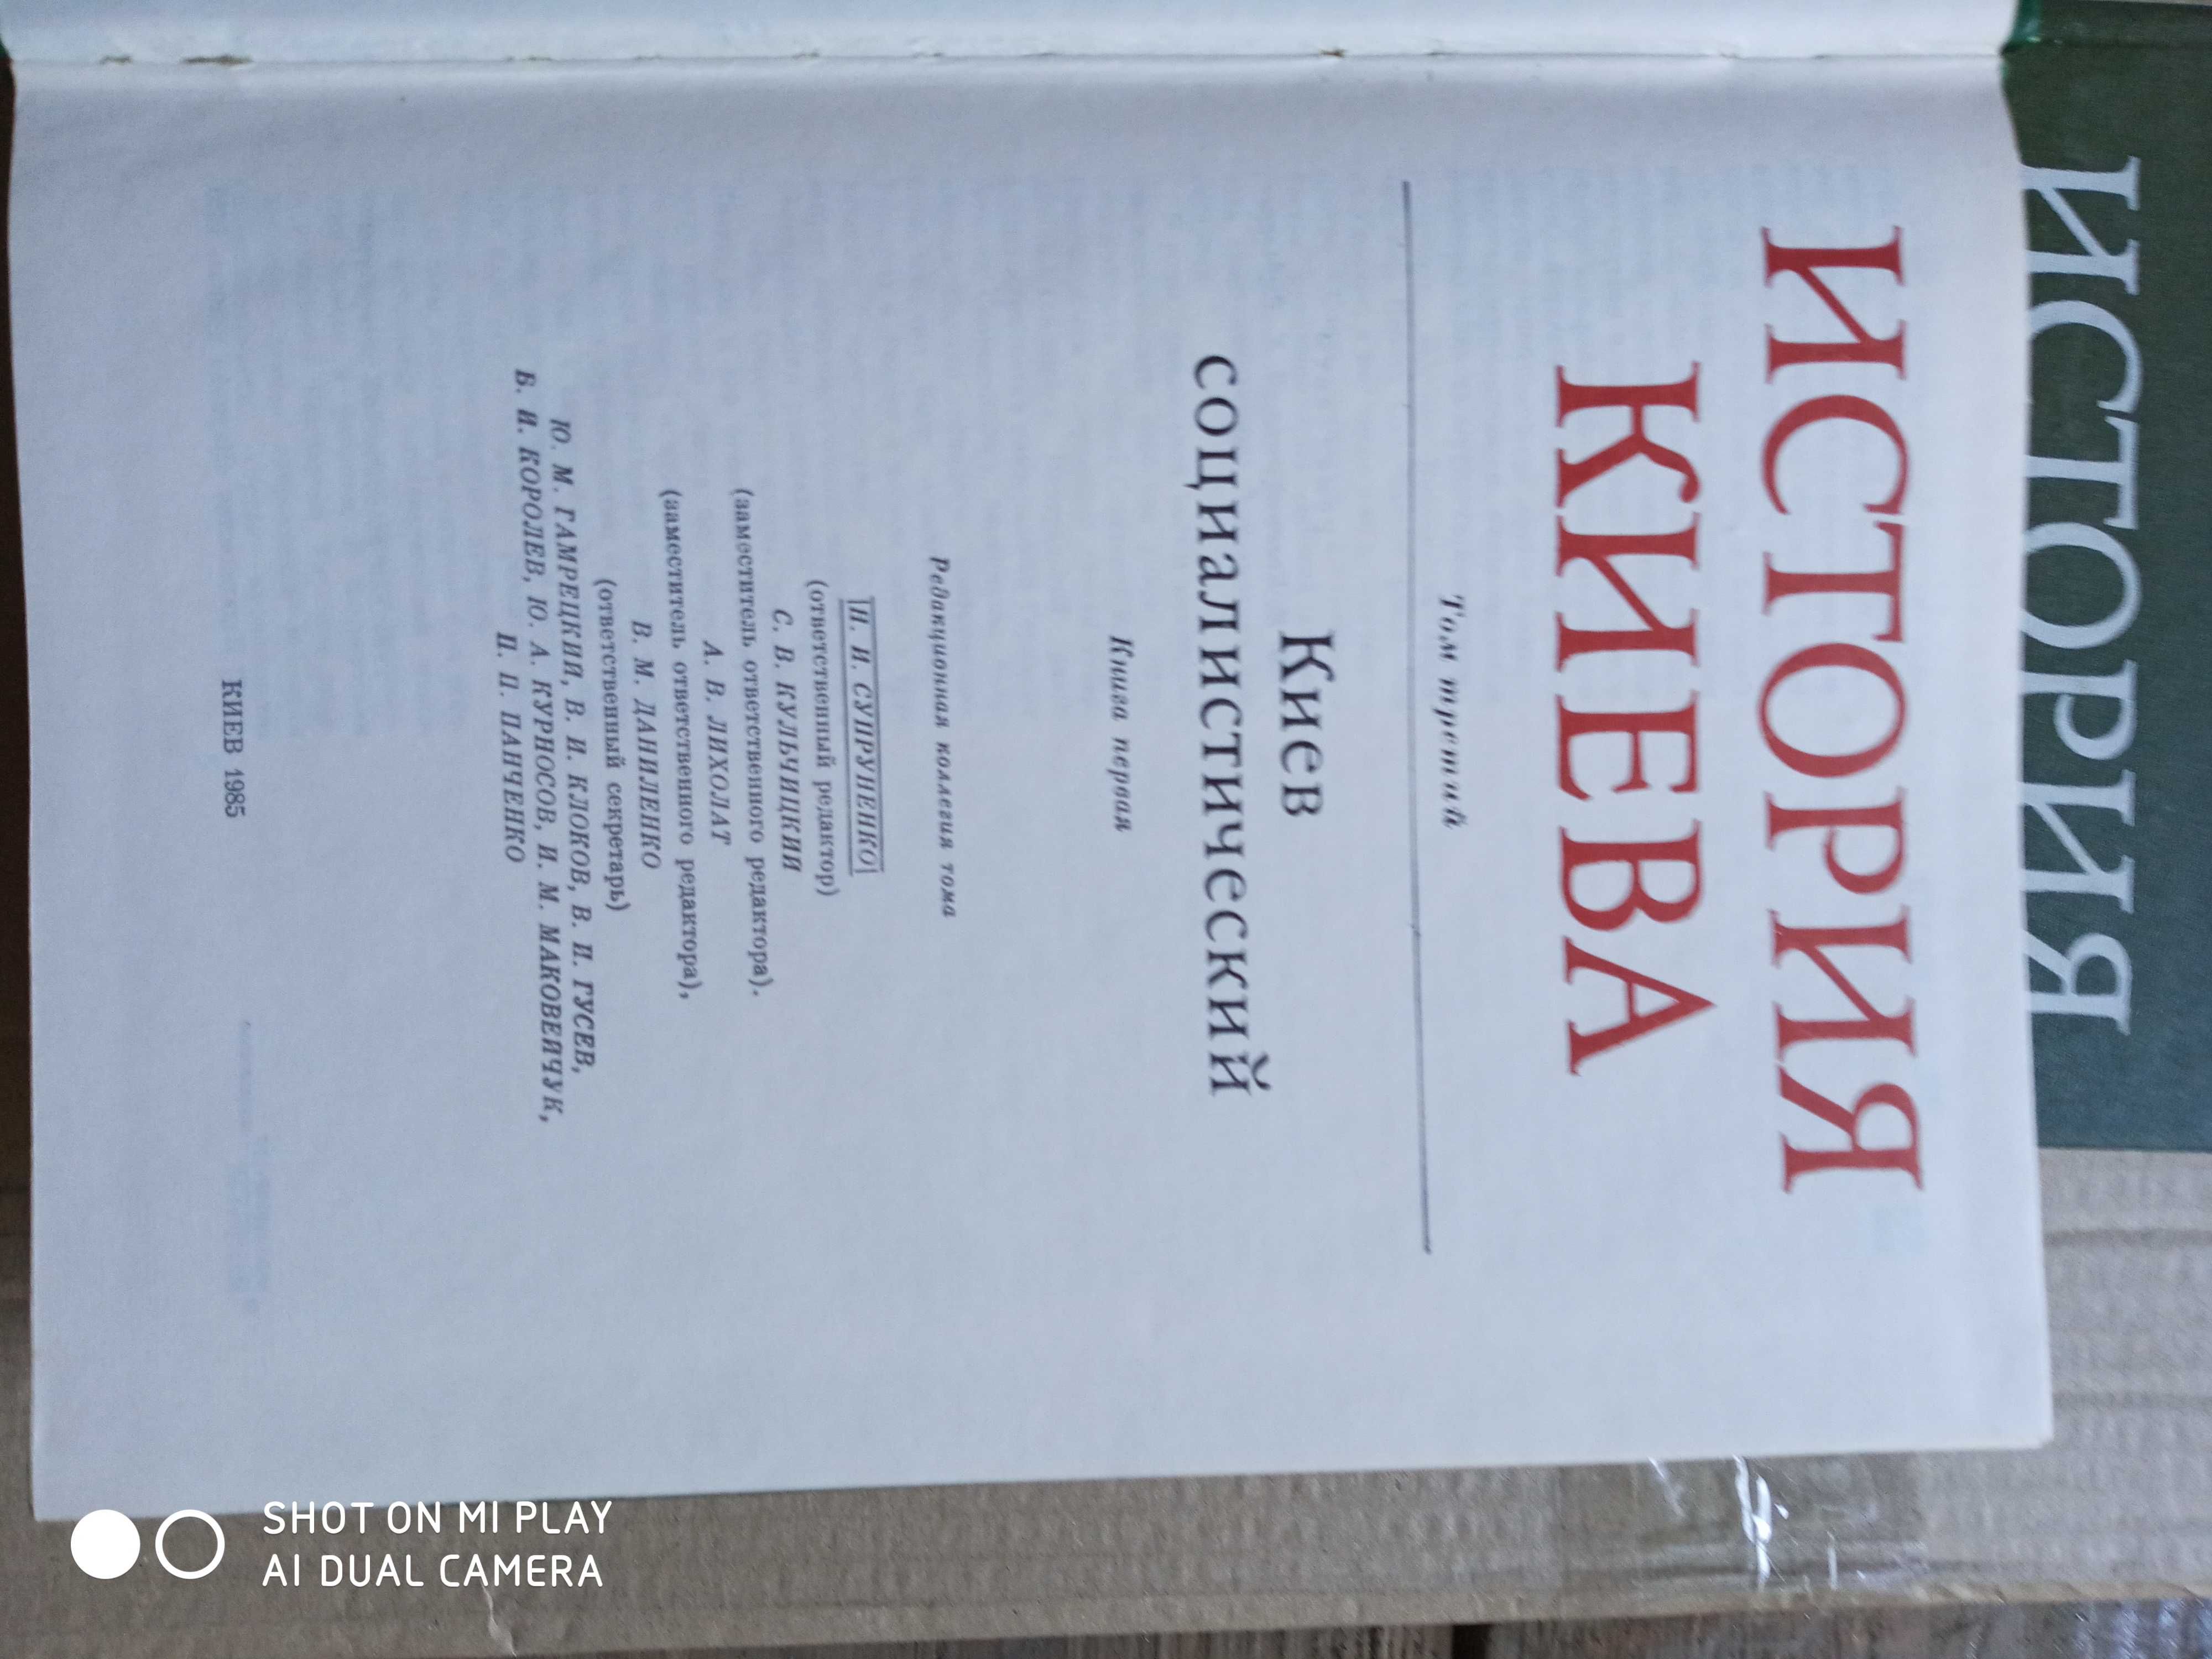 ИСТОРИЯ
ИСТОРИЯ
КИЕВА
Том третий
Киев
социалистический
Книга первая
Редакционная коллегия тома
Н. И. СУПРУНЕНКО
(ответственный редактор)
С. В. КУЛЬЧИЦКИЙ
(заместитель ответственного редактора).
А. В. ЛИХОЛАТ
(заместитель ответственного редактора),
В. М. ДАНИЛЕНКО
(ответственный секретарь)
Ю. М. ГАМРЕЦКИЙ, В. И. КЛОКОВ, В. П. ГУСЕВ,
Б. И. КОРОЛЕВ, Ю. А. КУРНОСОВ, И. М. МАКОВЕЙЧУК,
П. П. ПАНЧЕНКО
КИЕВ 1985
SHOT ON MI PLAY
AI DUAL CAMERA